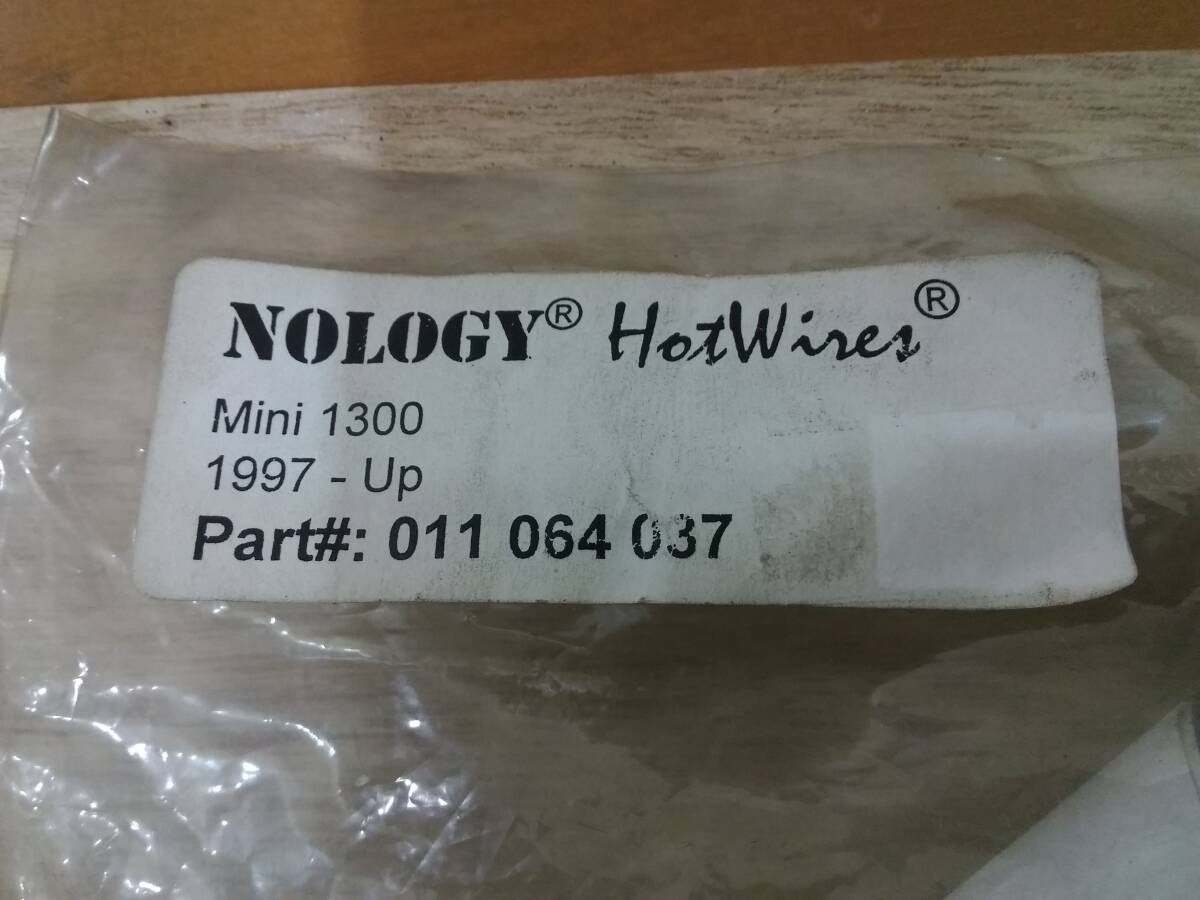 NOLOGY® HotWires®
Mini 1300
1997 - Up
Part#: 011 064 037